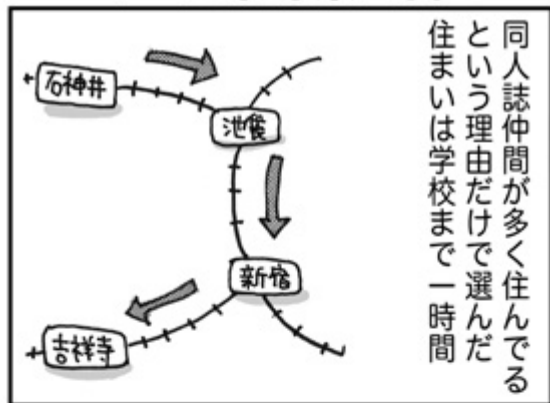 同人誌仲間が多く住んでる
という理由だけで選んだ
住まいは学校まで一時間
石神井
池袋
新宿
吉祥寺